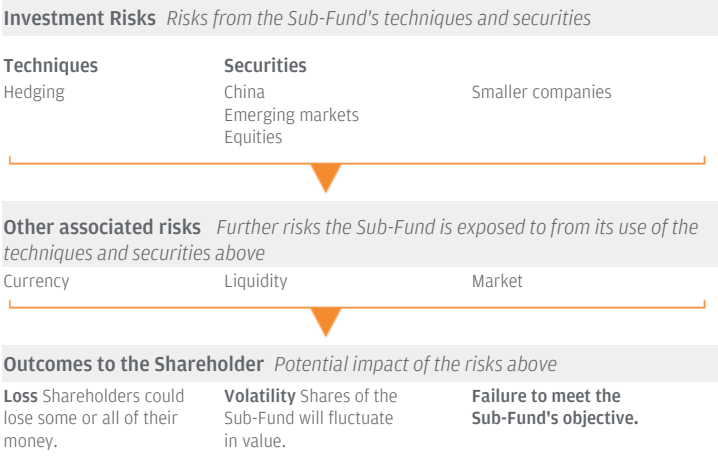 Investment Risks Risks from the Sub-Fund's techniques and securities
Techniques
Hedging
Securities
China
Emerging markets
Equities
Smaller companies
Other associated risks Further risks the Sub-Fund is exposed to from its use of the
techniques and securities above
Currency
Liquidity
Market
Outcomes to the Shareholder Potential impact of the risks above
Loss Shareholders could
lose some or all of their
money.
Volatility Shares of the
Sub-Fund will fluctuate
in value.
Failure to meet the
Sub-Fund's objective.